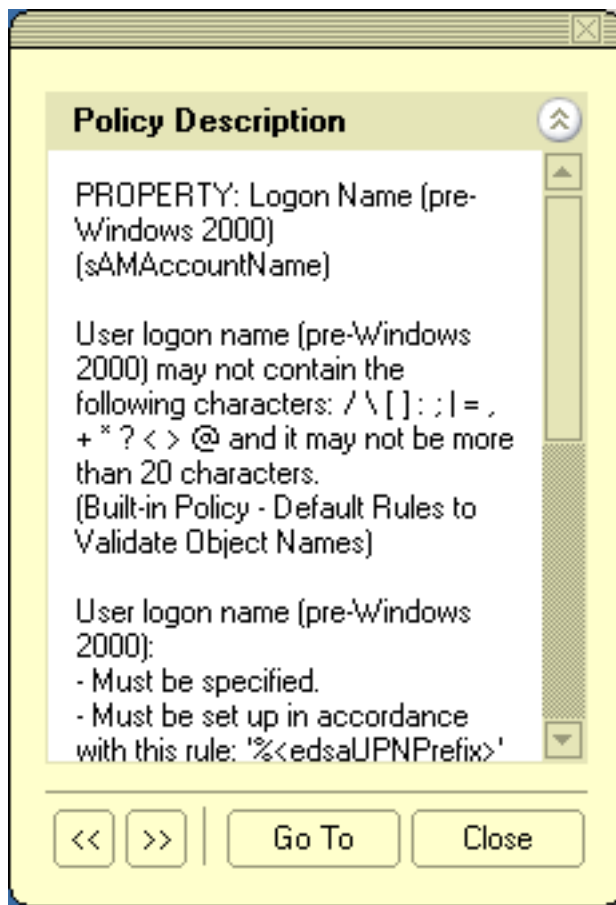 Policy Description
PROPERTY: Logon Name (pre-
Windows 2000)
(sAMAccountName)
User logon name (pre-Windows
2000) may not contain the
following characters: / \ [ ] : ; | = ,
+ * ? < > @ and it may not be more
than 20 characters.
(Built-in Policy - Default Rules to
Validate Object Names)
User logon name (pre-Windows
2000):
- Must be specified.
- Must be set up in accordance
with this rule: '%<edsaUPNPrefix>'
<< >> Go To Close